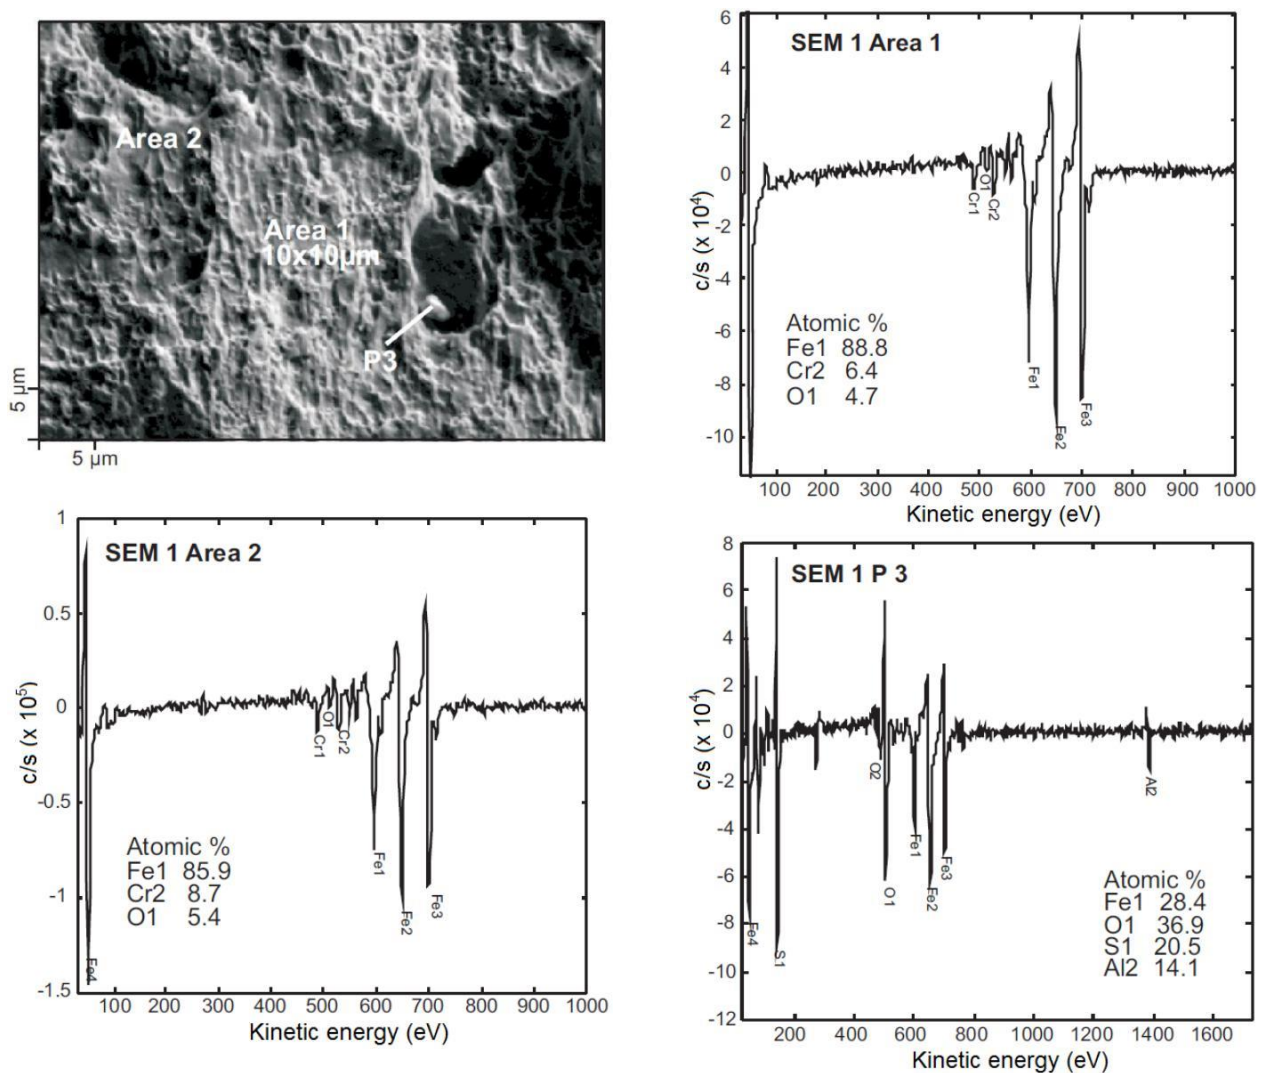 Area 2
Area 1
10x10µm
P3
5 µm
5 µm
SEM 1 Area 1
6
4
2
0
-2
-4
-6
-8
-10
c/s (x 10⁴)
Cr1
O1
Cr2
Fe1
Fe2
Fe3
Atomic %
Fe1 88.8
Cr2 6.4
O1 4.7
100 200 300 400 500 600 700 800 900 1000
Kinetic energy (eV)
SEM 1 Area 2
1
0.5
0
-0.5
-1
-1.5
c/s (x 10⁵)
Cr1
O1
Cr2
Fe1
Fe2
Fe3
Fe4
Atomic %
Fe1 85.9
Cr2 8.7
O1 5.4
100 200 300 400 500 600 700 800 900 1000
Kinetic energy (eV)
SEM 1 P 3
8
6
4
2
0
-2
-4
-6
-8
-10
-12
c/s (x 10⁴)
Fe4
S1
O2
O1
Fe1
Fe2
Fe3
Al2
Atomic %
Fe1 28.4
O1 36.9
S1 20.5
Al2 14.1
200 400 600 800 1000 1200 1400 1600
Kinetic energy (eV)